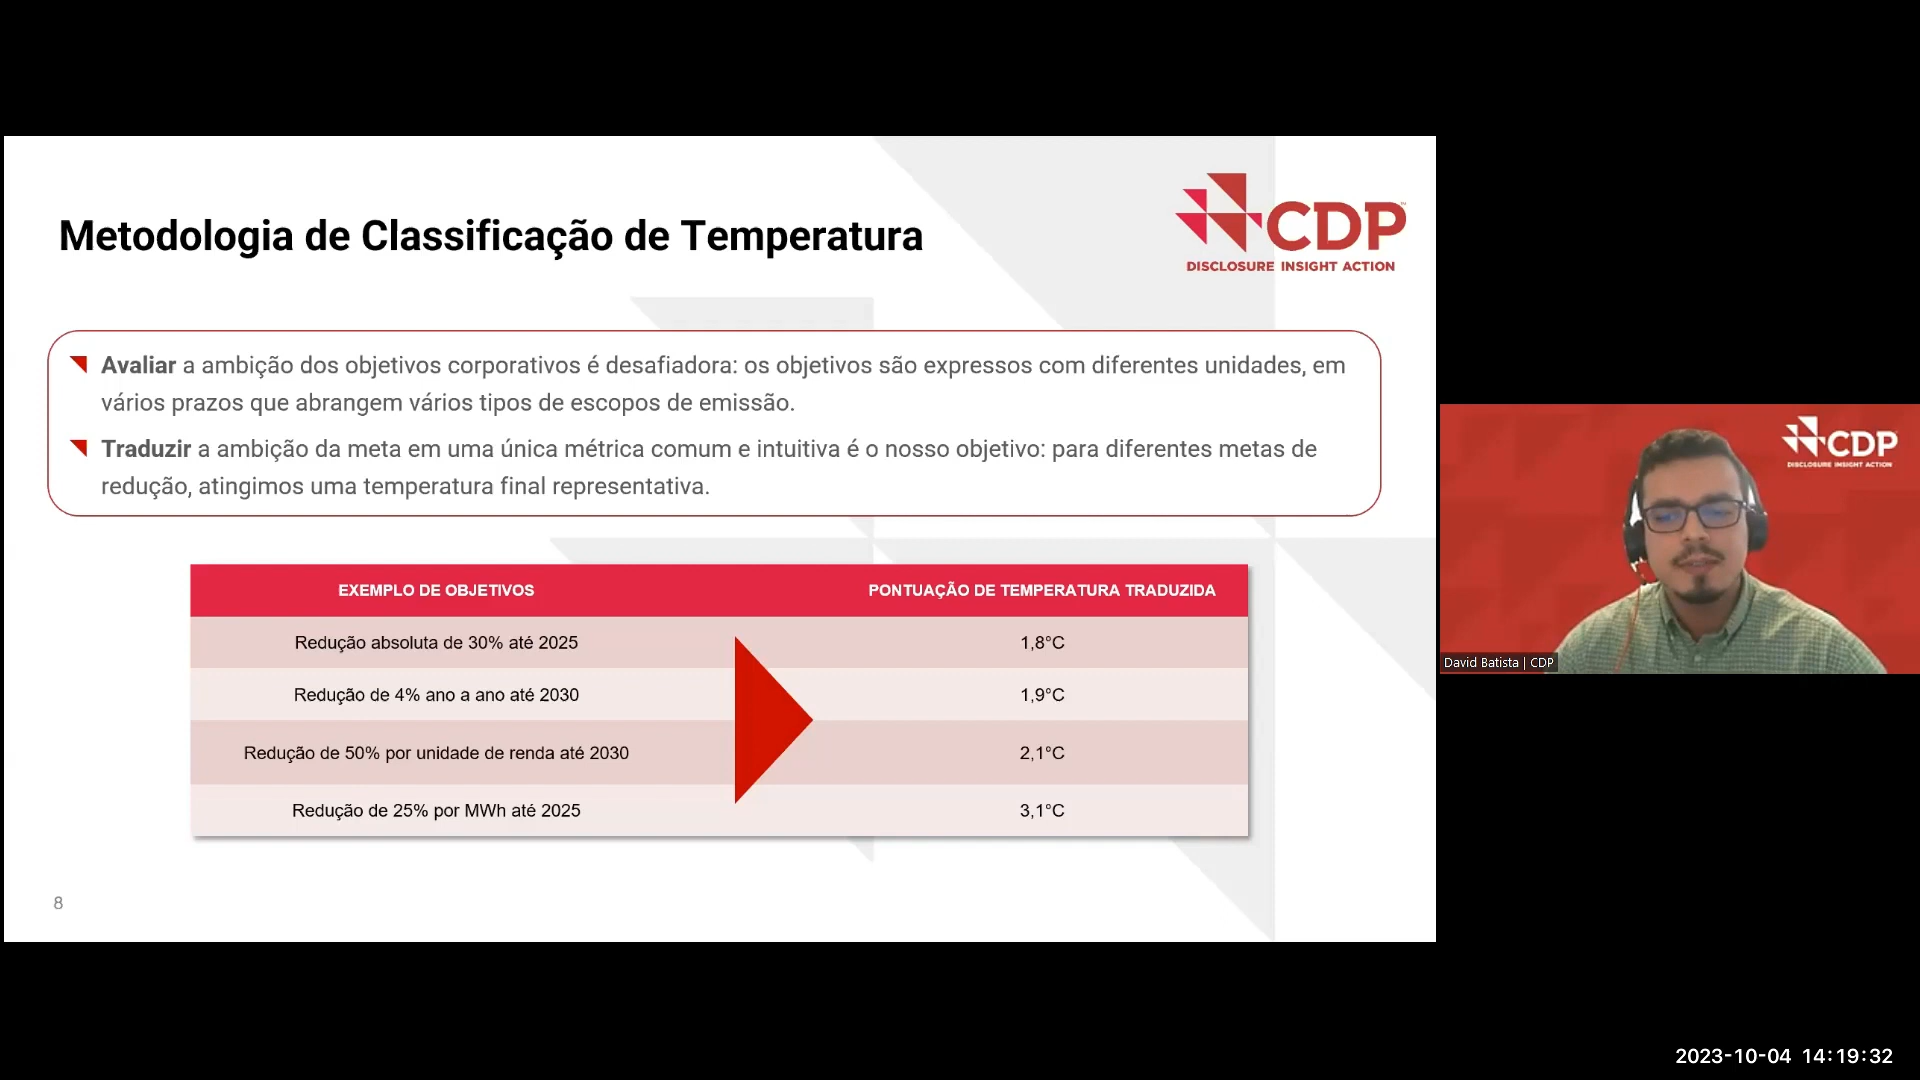 Metodologia de Classificação de Temperatura
CDP
DISCLOSURE INSIGHT ACTION
Avaliar a ambição dos objetivos corporativos é desafiadora: os objetivos são expressos com diferentes unidades, em
vários prazos que abrangem vários tipos de escopos de emissão.
Traduzir a ambição da meta em uma única métrica comum e intuitiva é o nosso objetivo: para diferentes metas de
redução, atingimos uma temperatura final representativa.
EXEMPLO DE OBJETIVOS PONTUAÇÃO DE TEMPERATURA TRADUZIDA
Redução absoluta de 30% até 2025 1,8°C
Redução de 4% ano a ano até 2030 1,9°C
Redução de 50% por unidade de renda até 2030 2,1°C
Redução de 25% por MWh até 2025 3,1°C
8
CDP
DISCLOSURE INSIGHT ACTION
David Batista | CDP
2023-10-04 14:19:32